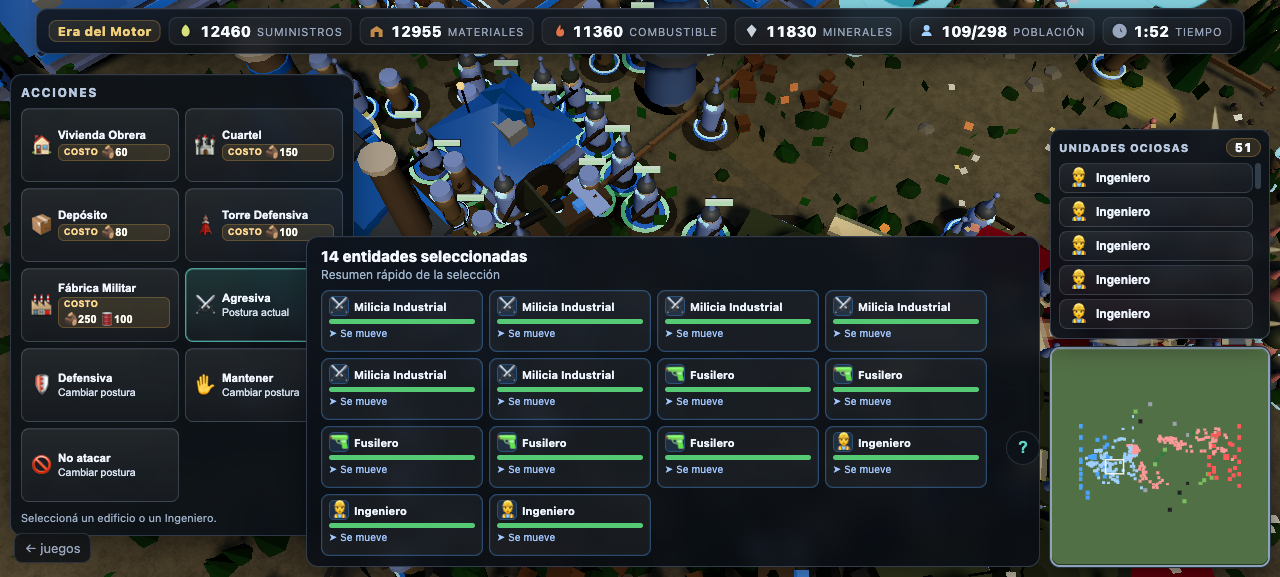 Era del Motor
12460 SUMINISTROS
12955 MATERIALES
11360 COMBUSTIBLE
11830 MINERALES
109/298 POBLACIÓN
1:52 TIEMPO
ACCIONES
Vivienda Obrera
COSTO 60
Cuartel
COSTO 150
Depósito
COSTO 80
Torre Defensiva
COSTO 100
Fábrica Militar
COSTO
250 100
Agresiva
Postura actual
Defensiva
Cambiar postura
Mantener
Cambiar postura
No atacar
Cambiar postura
Seleccioná un edificio o un Ingeniero.
← juegos
14 entidades seleccionadas
Resumen rápido de la selección
Milicia Industrial
➤ Se mueve
Milicia Industrial
➤ Se mueve
Milicia Industrial
➤ Se mueve
Milicia Industrial
➤ Se mueve
Milicia Industrial
➤ Se mueve
Milicia Industrial
➤ Se mueve
Fusilero
➤ Se mueve
Fusilero
➤ Se mueve
Fusilero
➤ Se mueve
Fusilero
➤ Se mueve
Fusilero
➤ Se mueve
Ingeniero
➤ Se mueve
Ingeniero
➤ Se mueve
Ingeniero
➤ Se mueve
?
UNIDADES OCIOSAS 51
Ingeniero
Ingeniero
Ingeniero
Ingeniero
Ingeniero